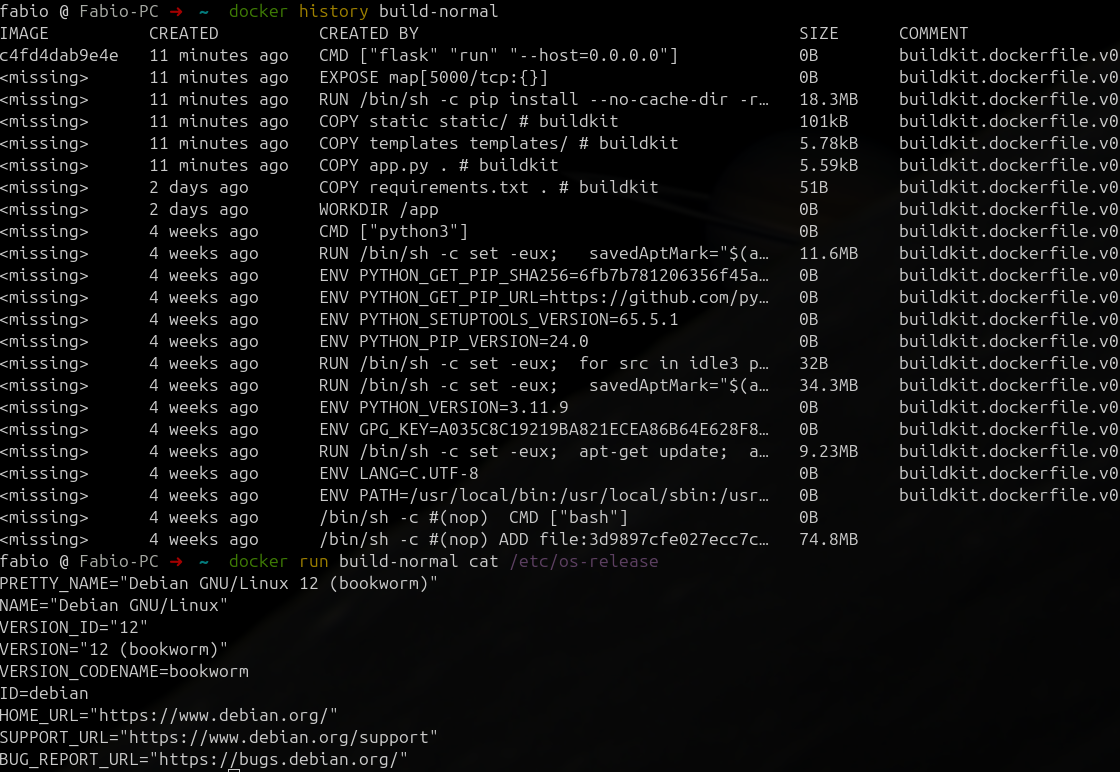 fabio @ Fabio-PC ➜ ~ docker history build-normal
IMAGE CREATED CREATED BY SIZE COMMENT
c4fd4dab9e4e 11 minutes ago CMD ["flask" "run" "--host=0.0.0.0"] 0B buildkit.dockerfile.v0
<missing> 11 minutes ago EXPOSE map[5000/tcp:{}] 0B buildkit.dockerfile.v0
<missing> 11 minutes ago RUN /bin/sh -c pip install --no-cache-dir -r… 18.3MB buildkit.dockerfile.v0
<missing> 11 minutes ago COPY static static/ # buildkit 101kB buildkit.dockerfile.v0
<missing> 11 minutes ago COPY templates templates/ # buildkit 5.78kB buildkit.dockerfile.v0
<missing> 11 minutes ago COPY app.py . # buildkit 5.59kB buildkit.dockerfile.v0
<missing> 2 days ago COPY requirements.txt . # buildkit 51B buildkit.dockerfile.v0
<missing> 2 days ago WORKDIR /app 0B buildkit.dockerfile.v0
<missing> 4 weeks ago CMD ["python3"] 0B buildkit.dockerfile.v0
<missing> 4 weeks ago RUN /bin/sh -c set -eux; savedAptMark="$(a… 11.6MB buildkit.dockerfile.v0
<missing> 4 weeks ago ENV PYTHON_GET_PIP_SHA256=6fb7b781206356f45a… 0B buildkit.dockerfile.v0
<missing> 4 weeks ago ENV PYTHON_GET_PIP_URL=https://github.com/py… 0B buildkit.dockerfile.v0
<missing> 4 weeks ago ENV PYTHON_SETUPTOOLS_VERSION=65.5.1 0B buildkit.dockerfile.v0
<missing> 4 weeks ago ENV PYTHON_PIP_VERSION=24.0 0B buildkit.dockerfile.v0
<missing> 4 weeks ago RUN /bin/sh -c set -eux; for src in idle3 p… 32B buildkit.dockerfile.v0
<missing> 4 weeks ago RUN /bin/sh -c set -eux; savedAptMark="$(a… 34.3MB buildkit.dockerfile.v0
<missing> 4 weeks ago ENV PYTHON_VERSION=3.11.9 0B buildkit.dockerfile.v0
<missing> 4 weeks ago ENV GPG_KEY=A035C8C19219BA821ECEA86B64E628F8… 0B buildkit.dockerfile.v0
<missing> 4 weeks ago RUN /bin/sh -c set -eux; apt-get update; a… 9.23MB buildkit.dockerfile.v0
<missing> 4 weeks ago ENV LANG=C.UTF-8 0B buildkit.dockerfile.v0
<missing> 4 weeks ago ENV PATH=/usr/local/bin:/usr/local/sbin:/usr… 0B buildkit.dockerfile.v0
<missing> 4 weeks ago /bin/sh -c #(nop) CMD ["bash"] 0B
<missing> 4 weeks ago /bin/sh -c #(nop) ADD file:3d9897cfe027ecc7c… 74.8MB
fabio @ Fabio-PC ➜ ~ docker run build-normal cat /etc/os-release
PRETTY_NAME="Debian GNU/Linux 12 (bookworm)"
NAME="Debian GNU/Linux"
VERSION_ID="12"
VERSION="12 (bookworm)"
VERSION_CODENAME=bookworm
ID=debian
HOME_URL="https://www.debian.org/"
SUPPORT_URL="https://www.debian.org/support"
BUG_REPORT_URL="https://bugs.debian.org/"